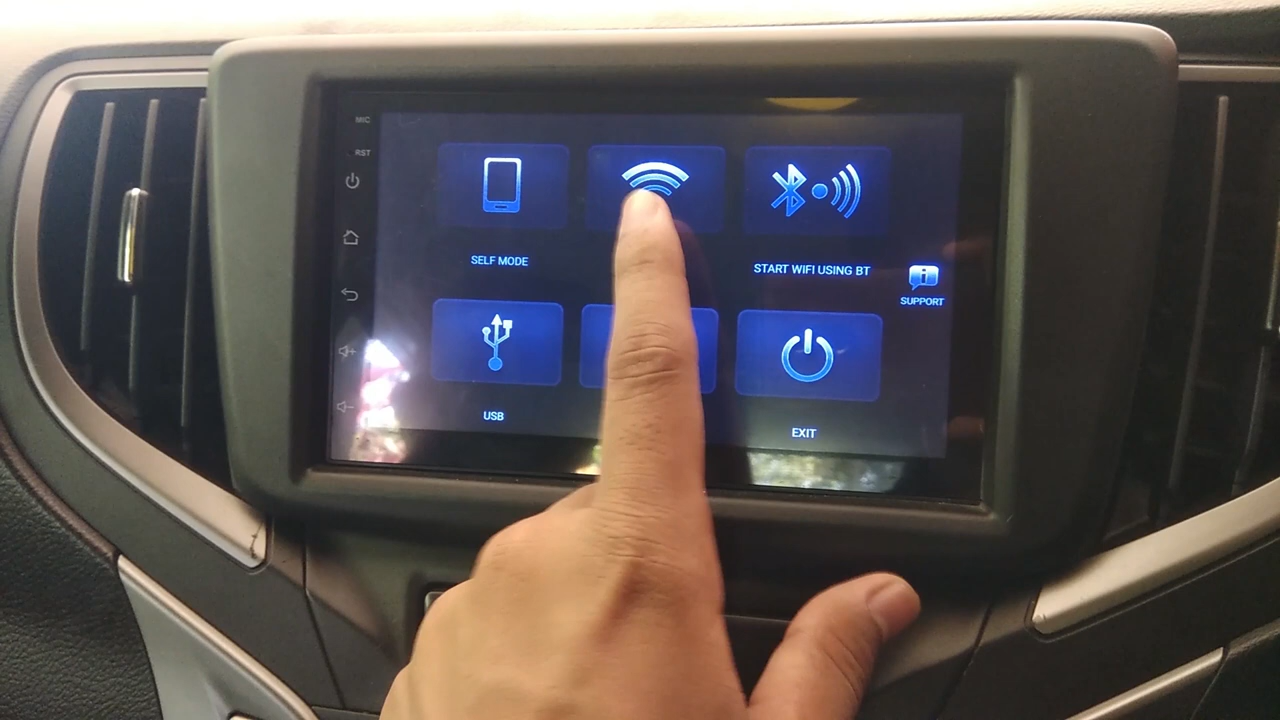 MIC
RST
SELF MODE
START WIFI USING BT
SUPPORT
USB
EXIT